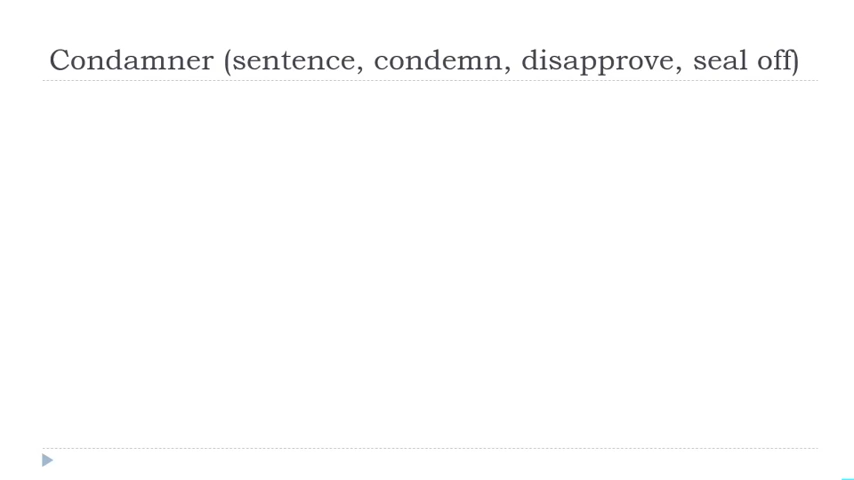 Condamner (sentence, condemn, disapprove, seal off)